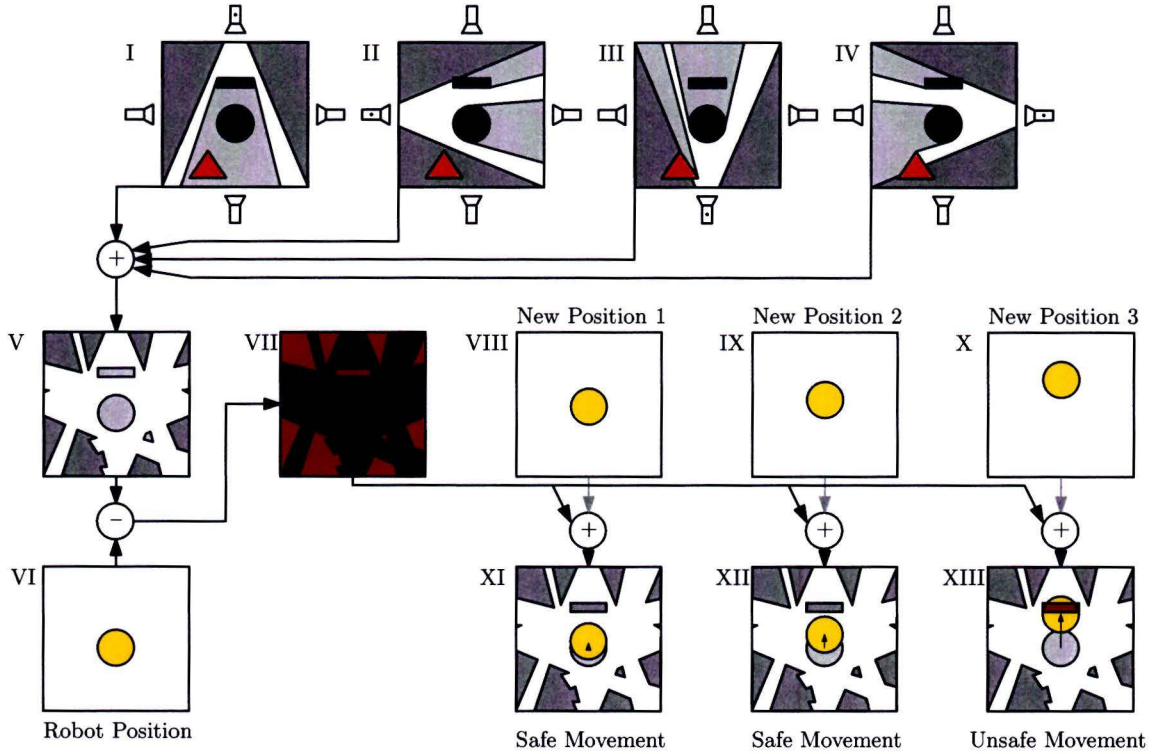 I
II
III
IV
+
V
New Position 1
New Position 2
New Position 3
VII
VIII
IX
X
−
+
+
+
VI
XI
XII
XIII
Robot Position
Safe Movement
Safe Movement
Unsafe Movement